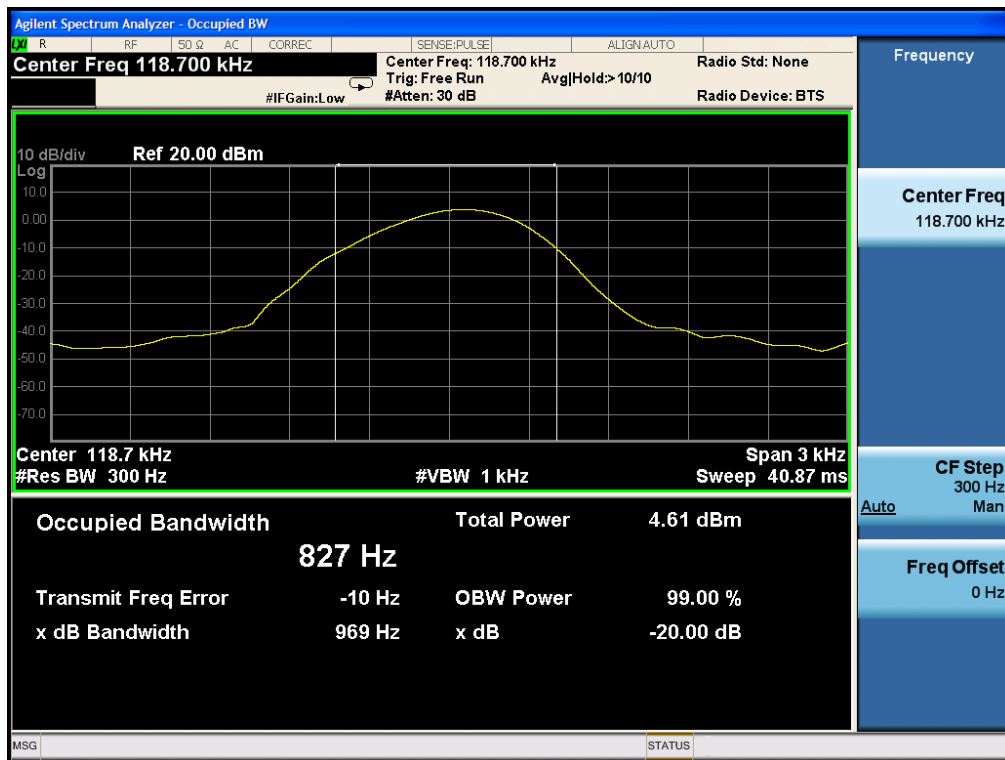 Agilent Spectrum Analyzer - Occupied BW
LXI R RF 50 Ω AC CORREC SENSE:PULSE ALIGN AUTO
Center Freq 118.700 kHz
Center Freq: 118.700 kHz Radio Std: None
Trig: Free Run Avg|Hold:>10/10
#IFGain:Low #Atten: 30 dB Radio Device: BTS
Frequency
10 dB/div Ref 20.00 dBm
Log
10.0
0.00
-10.0
-20.0
-30.0
-40.0
-50.0
-60.0
-70.0
Center 118.7 kHz Span 3 kHz
#Res BW 300 Hz #VBW 1 kHz Sweep 40.87 ms
Occupied Bandwidth Total Power 4.61 dBm
827 Hz
Transmit Freq Error -10 Hz OBW Power 99.00 %
x dB Bandwidth 969 Hz x dB -20.00 dB
Center Freq
118.700 kHz
CF Step
300 Hz
Auto Man
Freq Offset
0 Hz
MSG STATUS